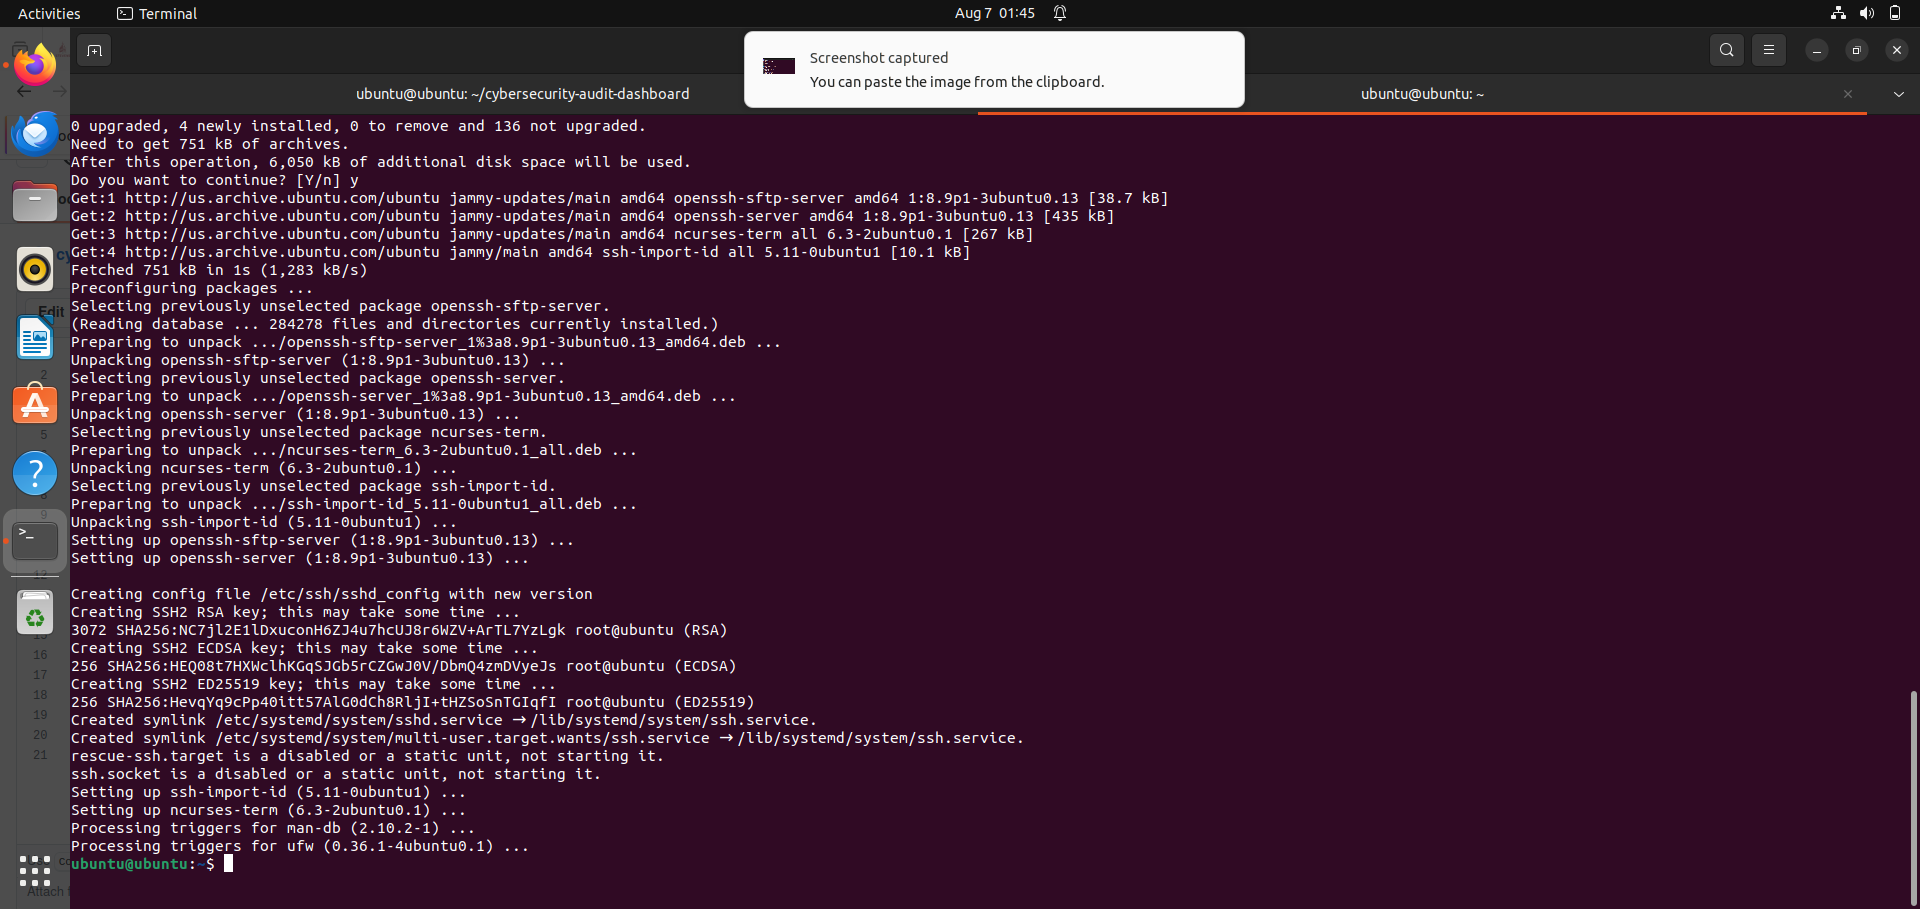 Activities
Terminal
Aug 7 01:45
Screenshot captured
You can paste the image from the clipboard.
ubuntu@ubuntu: ~/cybersecurity-audit-dashboard
ubuntu@ubuntu: ~
0 upgraded, 4 newly installed, 0 to remove and 136 not upgraded.
Need to get 751 kB of archives.
After this operation, 6,050 kB of additional disk space will be used.
Do you want to continue? [Y/n] y
Get:1 http://us.archive.ubuntu.com/ubuntu jammy-updates/main amd64 openssh-sftp-server amd64 1:8.9p1-3ubuntu0.13 [38.7 kB]
Get:2 http://us.archive.ubuntu.com/ubuntu jammy-updates/main amd64 openssh-server amd64 1:8.9p1-3ubuntu0.13 [435 kB]
Get:3 http://us.archive.ubuntu.com/ubuntu jammy-updates/main amd64 ncurses-term all 6.3-2ubuntu0.1 [267 kB]
Get:4 http://us.archive.ubuntu.com/ubuntu jammy/main amd64 ssh-import-id all 5.11-0ubuntu1 [10.1 kB]
Fetched 751 kB in 1s (1,283 kB/s)
Preconfiguring packages ...
Selecting previously unselected package openssh-sftp-server.
(Reading database ... 284278 files and directories currently installed.)
Preparing to unpack .../openssh-sftp-server_1%3a8.9p1-3ubuntu0.13_amd64.deb ...
Unpacking openssh-sftp-server (1:8.9p1-3ubuntu0.13) ...
Selecting previously unselected package openssh-server.
Preparing to unpack .../openssh-server_1%3a8.9p1-3ubuntu0.13_amd64.deb ...
Unpacking openssh-server (1:8.9p1-3ubuntu0.13) ...
Selecting previously unselected package ncurses-term.
Preparing to unpack .../ncurses-term_6.3-2ubuntu0.1_all.deb ...
Unpacking ncurses-term (6.3-2ubuntu0.1) ...
Selecting previously unselected package ssh-import-id.
Preparing to unpack .../ssh-import-id_5.11-0ubuntu1_all.deb ...
Unpacking ssh-import-id (5.11-0ubuntu1) ...
Setting up openssh-sftp-server (1:8.9p1-3ubuntu0.13) ...
Setting up openssh-server (1:8.9p1-3ubuntu0.13) ...
Creating config file /etc/ssh/sshd_config with new version
Creating SSH2 RSA key; this may take some time ...
3072 SHA256:NC7jl2E1lDxuconH6ZJ4u7hcUJ8r6WZV+ArTL7YzLgk root@ubuntu (RSA)
Creating SSH2 ECDSA key; this may take some time ...
256 SHA256:HEQ08t7HXWclhKGqSJGb5rCZGwJ0V/DbmQ4zmDVyeJs root@ubuntu (ECDSA)
Creating SSH2 ED25519 key; this may take some time ...
256 SHA256:HevqYq9cPp40itt57AlG0dCh8RljI+tHZSoSnTGIqfI root@ubuntu (ED25519)
Created symlink /etc/systemd/system/sshd.service → /lib/systemd/system/ssh.service.
Created symlink /etc/systemd/system/multi-user.target.wants/ssh.service → /lib/systemd/system/ssh.service.
rescue-ssh.target is a disabled or a static unit, not starting it.
ssh.socket is a disabled or a static unit, not starting it.
Setting up ssh-import-id (5.11-0ubuntu1) ...
Setting up ncurses-term (6.3-2ubuntu0.1) ...
Processing triggers for man-db (2.10.2-1) ...
Processing triggers for ufw (0.36.1-4ubuntu0.1) ...
ubuntu@ubuntu:~$
Edit
2
5
9
16
17
18
19
20
21
Attach